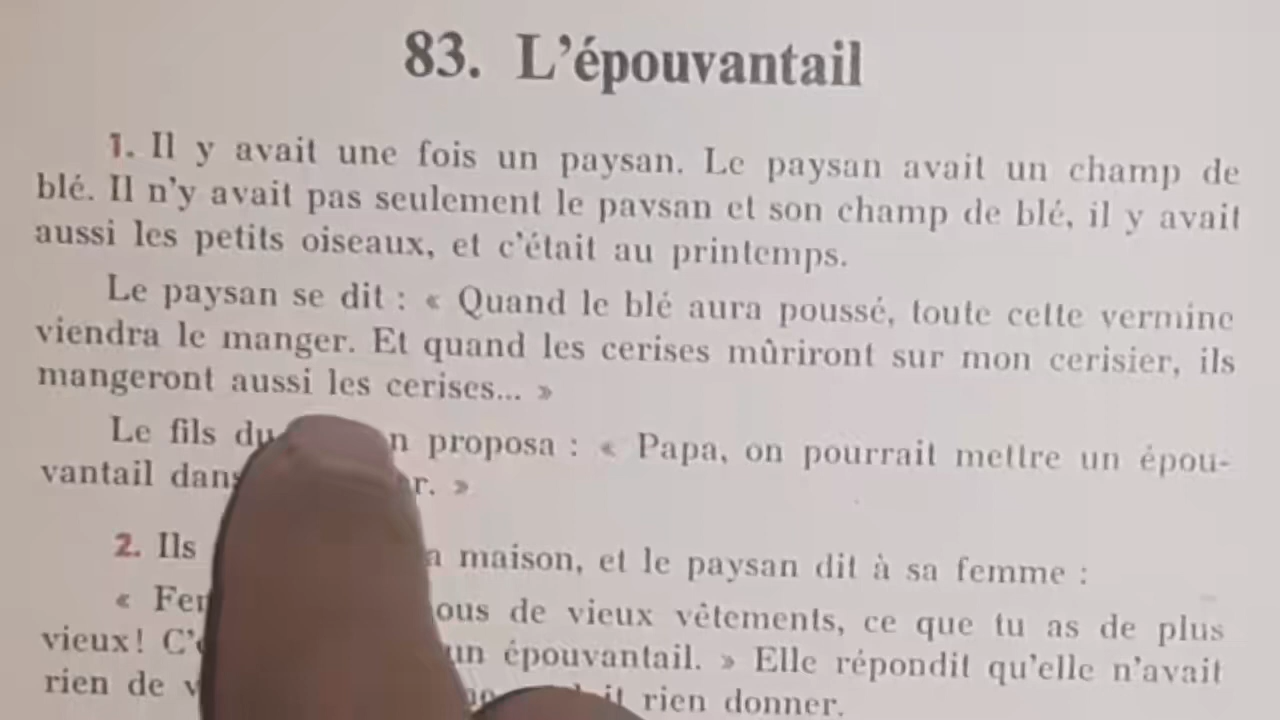 83. L'épouvantail
1. Il y avait une fois un paysan. Le paysan avait un champ de
blé. Il n'y avait pas seulement le paysan et son champ de blé, il y avait
aussi les petits oiseaux, et c'était au printemps.
Le paysan se dit : « Quand le blé aura poussé, toute cette vermine
viendra le manger. Et quand les cerises mûriront sur mon cerisier, ils
mangeront aussi les cerises... »
Le fils du proposa : « Papa, on pourrait mettre un épou-
vantail dans »
2. Ils maison, et le paysan dit à sa femme :
« de vieux vêtements, ce que tu as de plus
vieux! un épouvantail. » Elle répondit qu'elle n'avait
rien de rien donner.